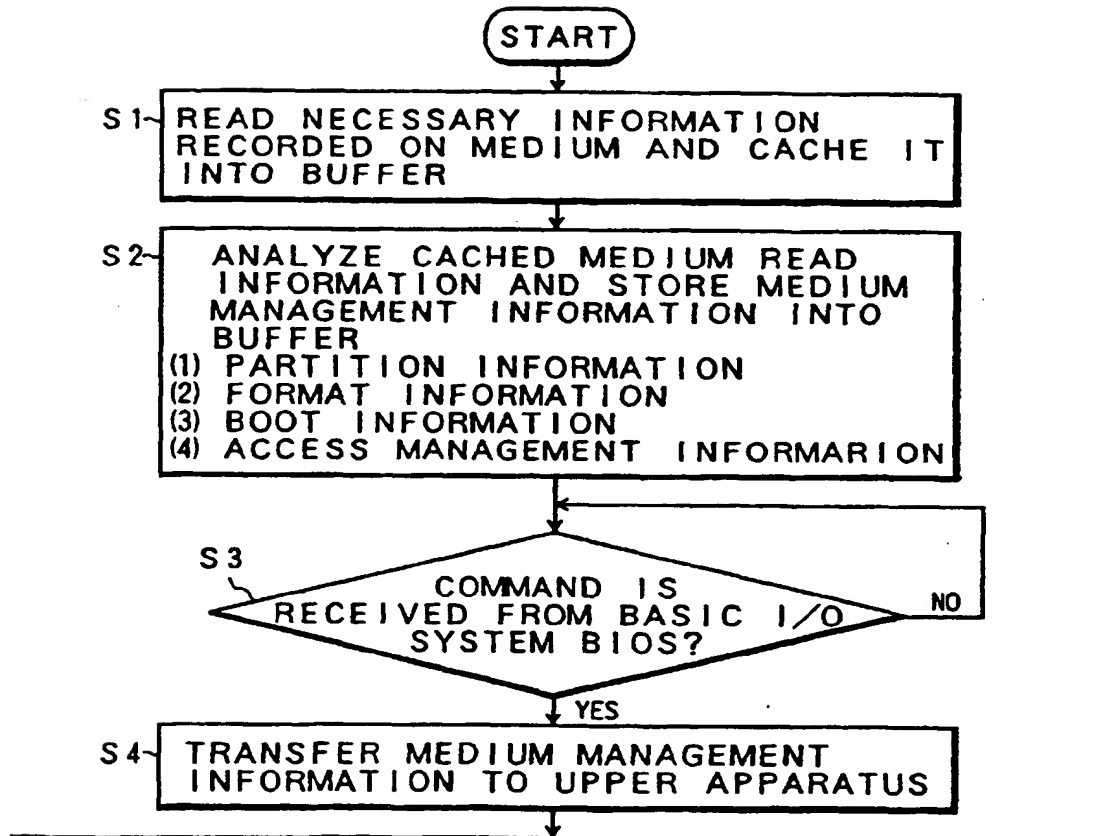 START
S1
READ NECESSARY INFORMATION
RECORDED ON MEDIUM AND CACHE IT
INTO BUFFER
S2
ANALYZE CACHED MEDIUM READ
INFORMATION AND STORE MEDIUM
MANAGEMENT INFORMATION INTO
BUFFER
(1) PARTITION INFORMATION
(2) FORMAT INFORMATION
(3) BOOT INFORMATION
(4) ACCESS MANAGEMENT INFORMARION
S3
COMMAND IS
RECEIVED FROM BASIC I/O
SYSTEM BIOS?
NO
YES
S4
TRANSFER MEDIUM MANAGEMENT
INFORMATION TO UPPER APPARATUS